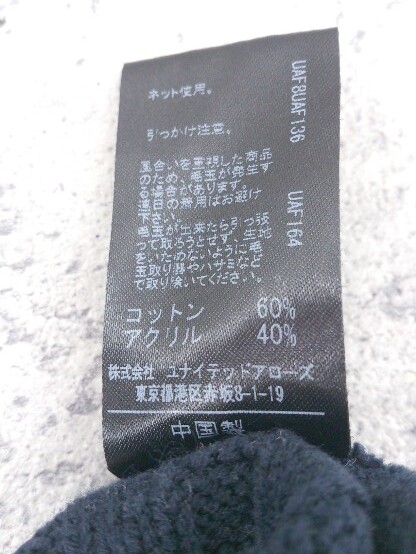 ネット使用。
引っかけ注意。
風合いを重視した商品
のため、毛玉が発生す
る場合があります。
連日の着用はお避け
下さい。
毛玉が出来たら引っ張
って取ろうとせず、生地
をいためないように毛
玉取り器やハサミなど
で取り除いてください。
コットン 60%
アクリル 40%
株式会社 ユナイテッドアローズ
東京都港区赤坂8-1-19
中国製
UAF8UAF136
UAF164